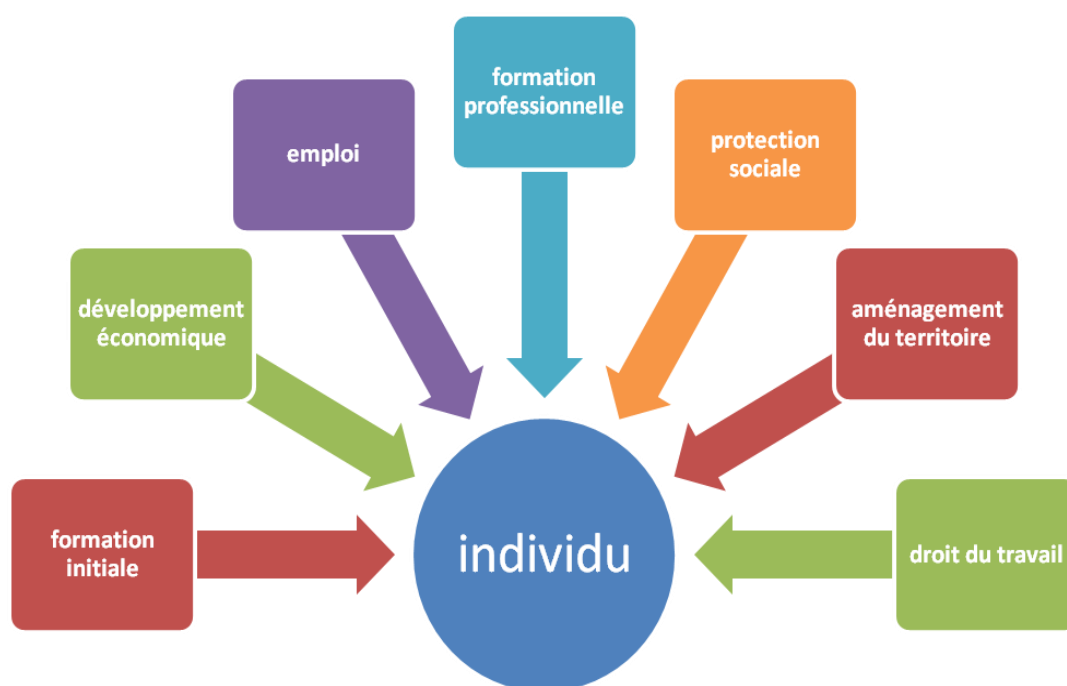 formation
professionnelle
emploi
protection
sociale
développement
économique
aménagement
du territoire
formation
initiale
individu
droit du travail